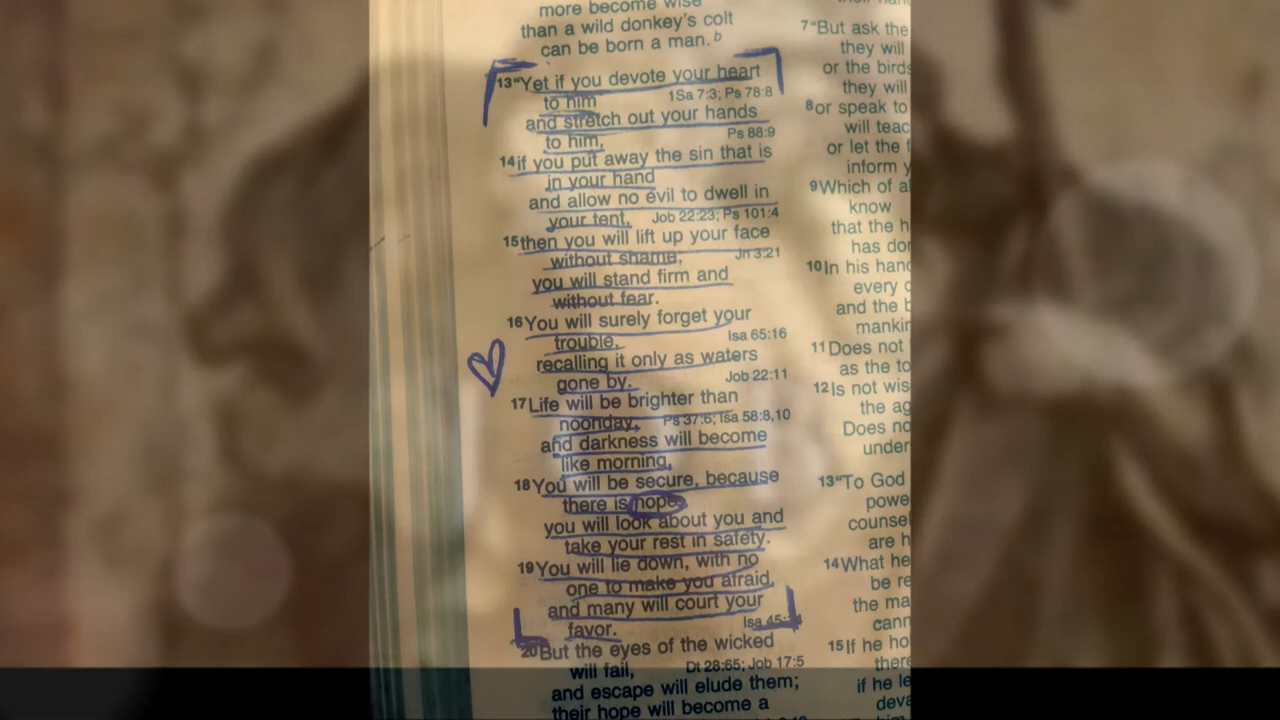 more become wise
than a wild donkey's colt
can be born a man.b
13"Yet if you devote your heart
to him 1Sa 7:3; Ps 78:8
and stretch out your hands
to him, Ps 88:9
14if you put away the sin that is
in your hand
and allow no evil to dwell in
your tent, Job 22:23; Ps 101:4
15then you will lift up your face
without shame; Jn 3:21
you will stand firm and
without fear.
16You will surely forget your
trouble, Isa 65:16
recalling it only as waters
gone by. Job 22:11
17Life will be brighter than
noonday, Ps 37:6; Isa 58:8,10
and darkness will become
like morning.
18You will be secure, because
there is hope;
you will look about you and
take your rest in safety.
19You will lie down, with no
one to make you afraid,
and many will court your
favor. Isa
20But the eyes of the wicked
will fail, Dt 28:65; Job 17:5
and escape will elude them;
their hope will become a
7"But ask the
they will
or the birds
they will
8or speak to
will teac
or let the f
inform y
9Which of al
know
that the h
has don
10In his hand
every c
and the b
mankin
11Does not
as the to
12Is not wis
the ag
Does no
under
13"To God
powe
counsel
are h
14What he
be re
the ma
cann
15If he ho
there
if he le
deva